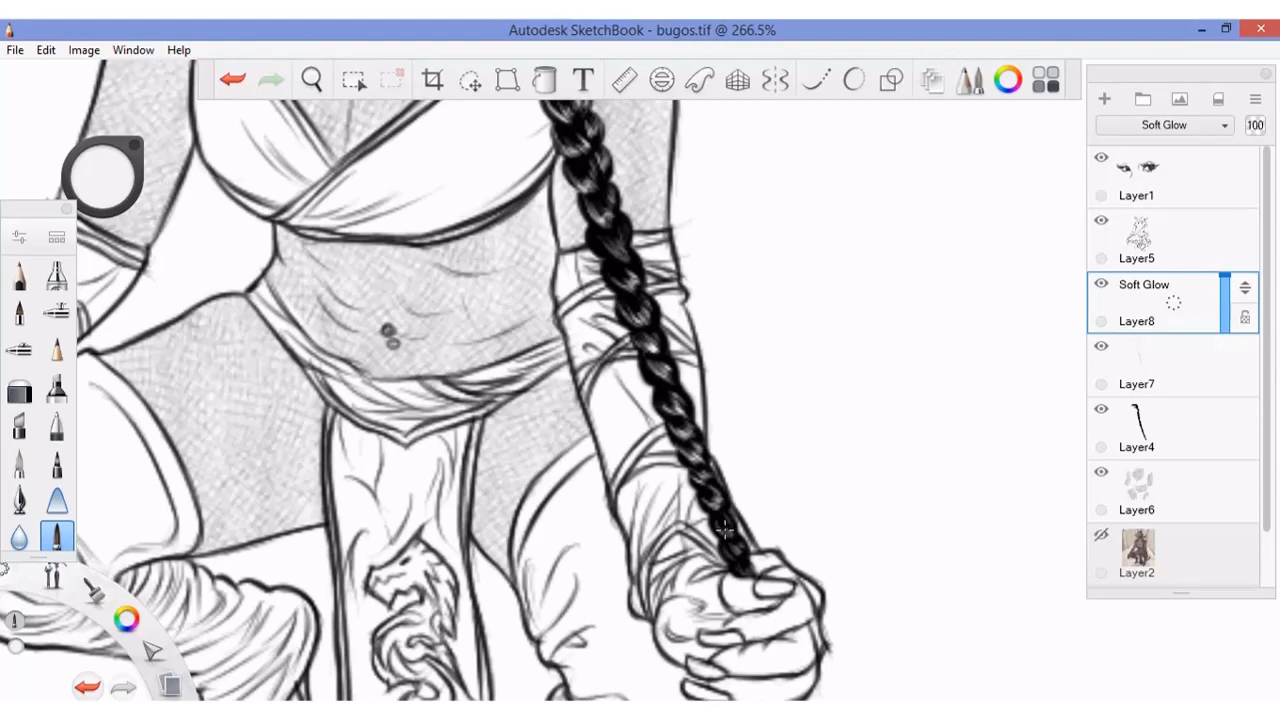 Autodesk SketchBook - bugos.tif @ 266.5%
File Edit Image Window Help
T
Soft Glow 100
Layer1
Layer5
Soft Glow
Layer8
Layer7
Layer4
Layer6
Layer2